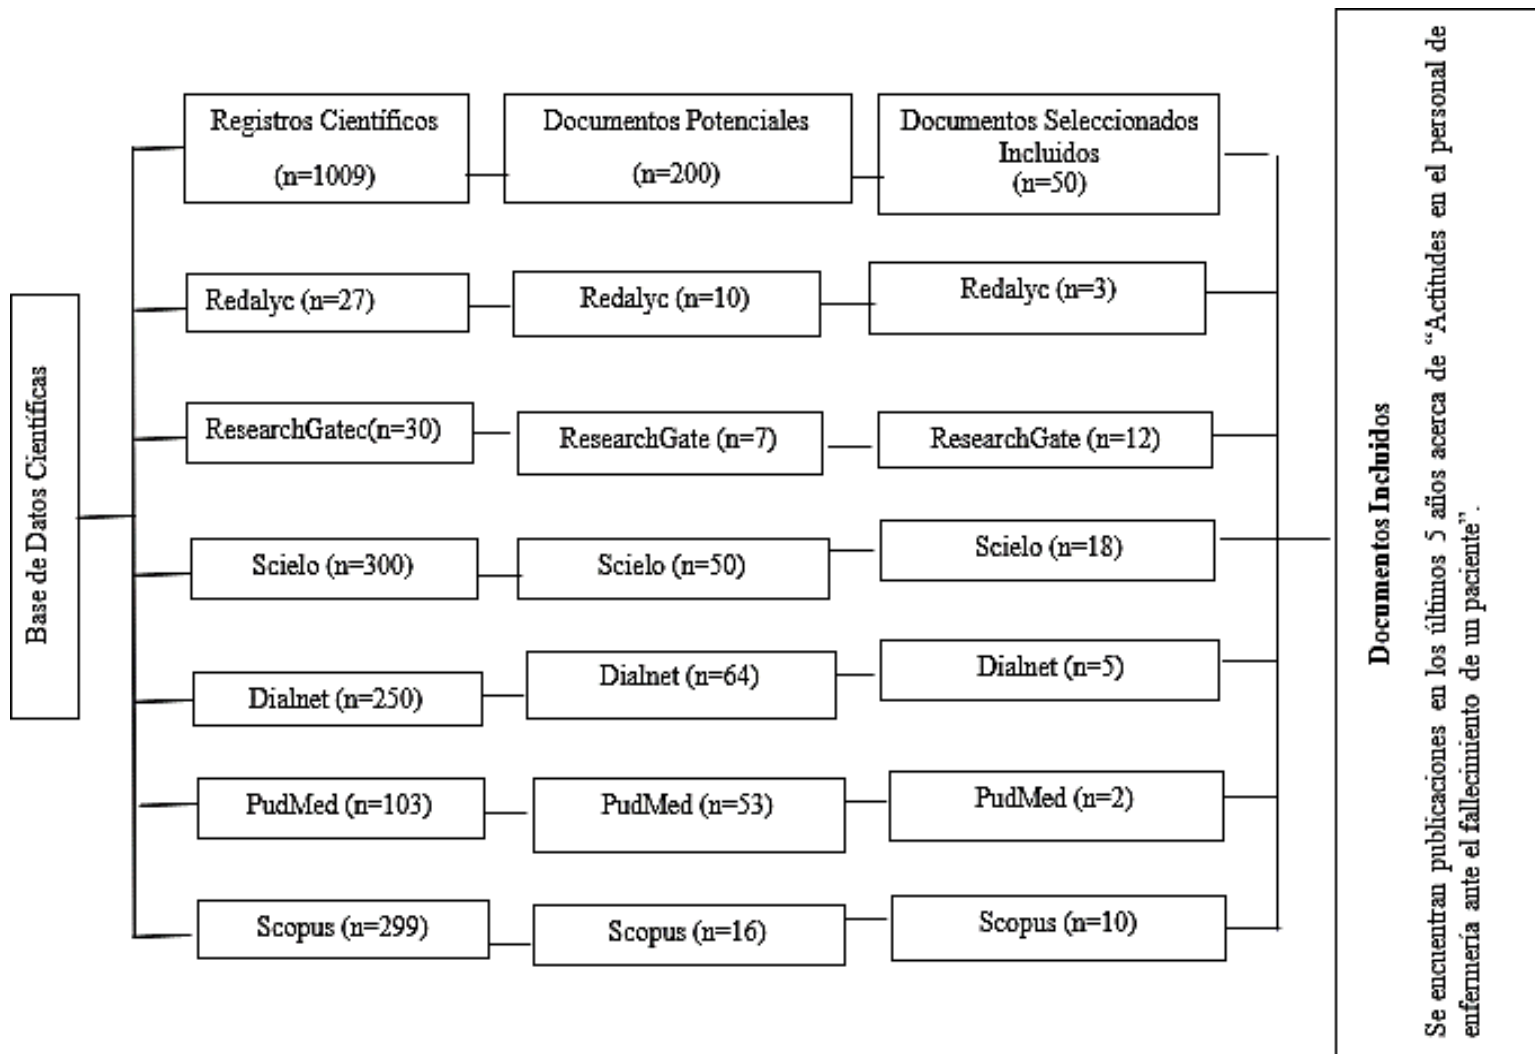 Base de Datos Científicas
Registros Científicos
(n=1009)
Documentos Potenciales
(n=200)
Documentos Seleccionados
Incluidos
(n=50)
Redalyc (n=27)
Redalyc (n=10)
Redalyc (n=3)
ResearchGatec(n=30)
ResearchGate (n=7)
ResearchGate (n=12)
Scielo (n=300)
Scielo (n=50)
Scielo (n=18)
Dialnet (n=250)
Dialnet (n=64)
Dialnet (n=5)
PudMed (n=103)
PudMed (n=53)
PudMed (n=2)
Scopus (n=299)
Scopus (n=16)
Scopus (n=10)
Documentos Incluidos
Se encuentran publicaciones en los últimos 5 años acerca de “Actitudes en el personal de
enfermería ante el fallecimiento de un paciente”.